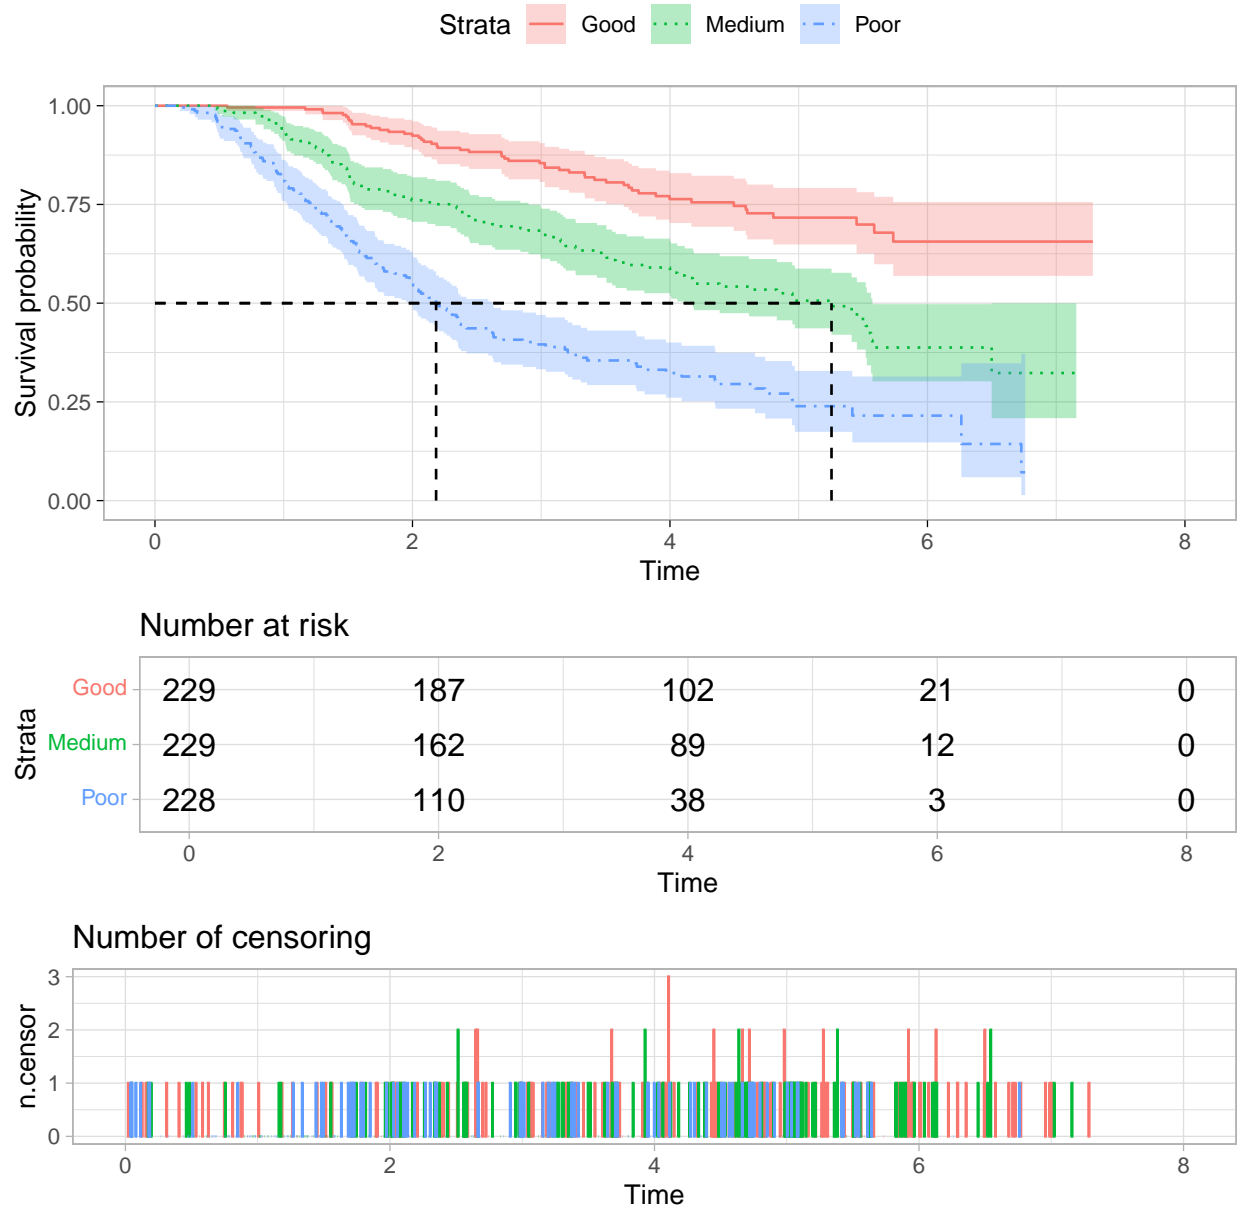 Strata Good Medium Poor
Survival probability
1.00
0.75
0.50
0.25
0.00
0 2 4 6 8
Time
Number at risk
Strata
Good 229 187 102 21 0
Medium 229 162 89 12 0
Poor 228 110 38 3 0
0 2 4 6 8
Time
Number of censoring
n.censor
3
2
1
0
0 2 4 6 8
Time